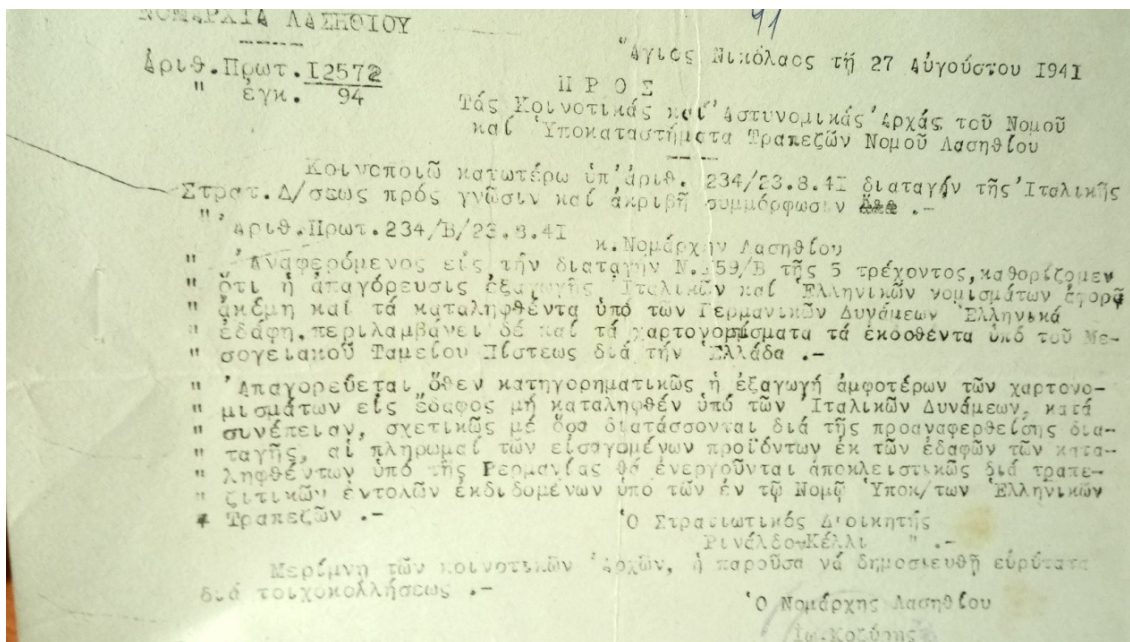 ΝΟΜΑΡΧΙΑ ΛΑΣΗΘΙΟΥ
91
Ἅγιος Νικόλαος τῇ 27 Αὐγούστου I94I
Ἀριθ.Πρωτ.I2572
" ἐγκ. 94
Π Ρ Ο Σ
Τάς Κοινοτικάς καί Ἀστυνομικάς Ἀρχάς τοῦ Νομοῦ
καί Ὑποκαταστήματα Τραπεζῶν Νομοῦ Λασηθίου
Κοινοποιῶ κατωτέρω ὑπ'ἀριθ. 234/23.8.4I διαταγήν τῆς Ἰταλικῆς
Στρατ.Δ/σεως πρός γνῶσιν καί ἀκριβῆ συμμόρφωσιν .-
" Ἀριθ.Πρωτ.234/Β/23.8.4I κ.Νομάρχην Λασηθίου
" Ἀναφερόμενος εἰς τήν διαταγήν Ν. 59/Β τῆς 5 τρέχοντος,καθορίζομεν
" ὅτι ἡ ἀπαγόρευσις ἐξαγωγῆς Ἰταλικῶν καί Ἑλληνικῶν νομισμάτων ἀφορᾶ
" ἀκόμη καί τά καταληφθέντα ὑπό τῶν Γερμανικῶν Δυνάμεων Ἑλληνικά
" ἐδάφη.περιλαμβάνει δέ καί τά χαρτονομίσματα τά ἐκδοθέντα ὑπό τοῦ Με-
" σογειακοῦ Ταμείου Πίστεως διά τήν Ἑλλάδα .-
" Ἀπαγορεύεται ὅθεν κατηγορηματικῶς ἡ ἐξαγωγή ἀμφοτέρων τῶν χαρτονο-
" μισμάτων εἰς ἔδαφος μή καταληφθέν ὑπό τῶν Ἰταλικῶν Δυνάμεων, κατά
" συνέπειαν, σχετικῶς μέ ὅσα διατάσσονται διά τῆς προαναφερθείσης δια-
" ταγῆς, αἱ πληρωμαί τῶν εἰσαγομένων προϊόντων ἐκ τῶν ἐδαφῶν τῶν κατα-
" ληφθέντων ὑπό τῆς Γερμανίας θά ἐνεργοῦνται ἀποκλειστικῶς διά τραπε-
" ζιτικῶν ἐντολῶν ἐκδιδομένων ὑπό τῶν ἐν τῷ Νομῷ Ὑποκ/των Ἑλληνικῶν
" Τραπεζῶν .-
Ὁ Στρατιωτικός Διοικητής
Ρινάλδο Κέλλι " .-
Μερίμνῃ τῶν κοινοτικῶν Ἀρχῶν, ἡ παροῦσα νά δημοσιευθῇ εὐρύτατα
διά τοιχοκολλήσεως .-
Ὁ Νομάρχης Λασηθίου
Ἰω.Κοζύρης